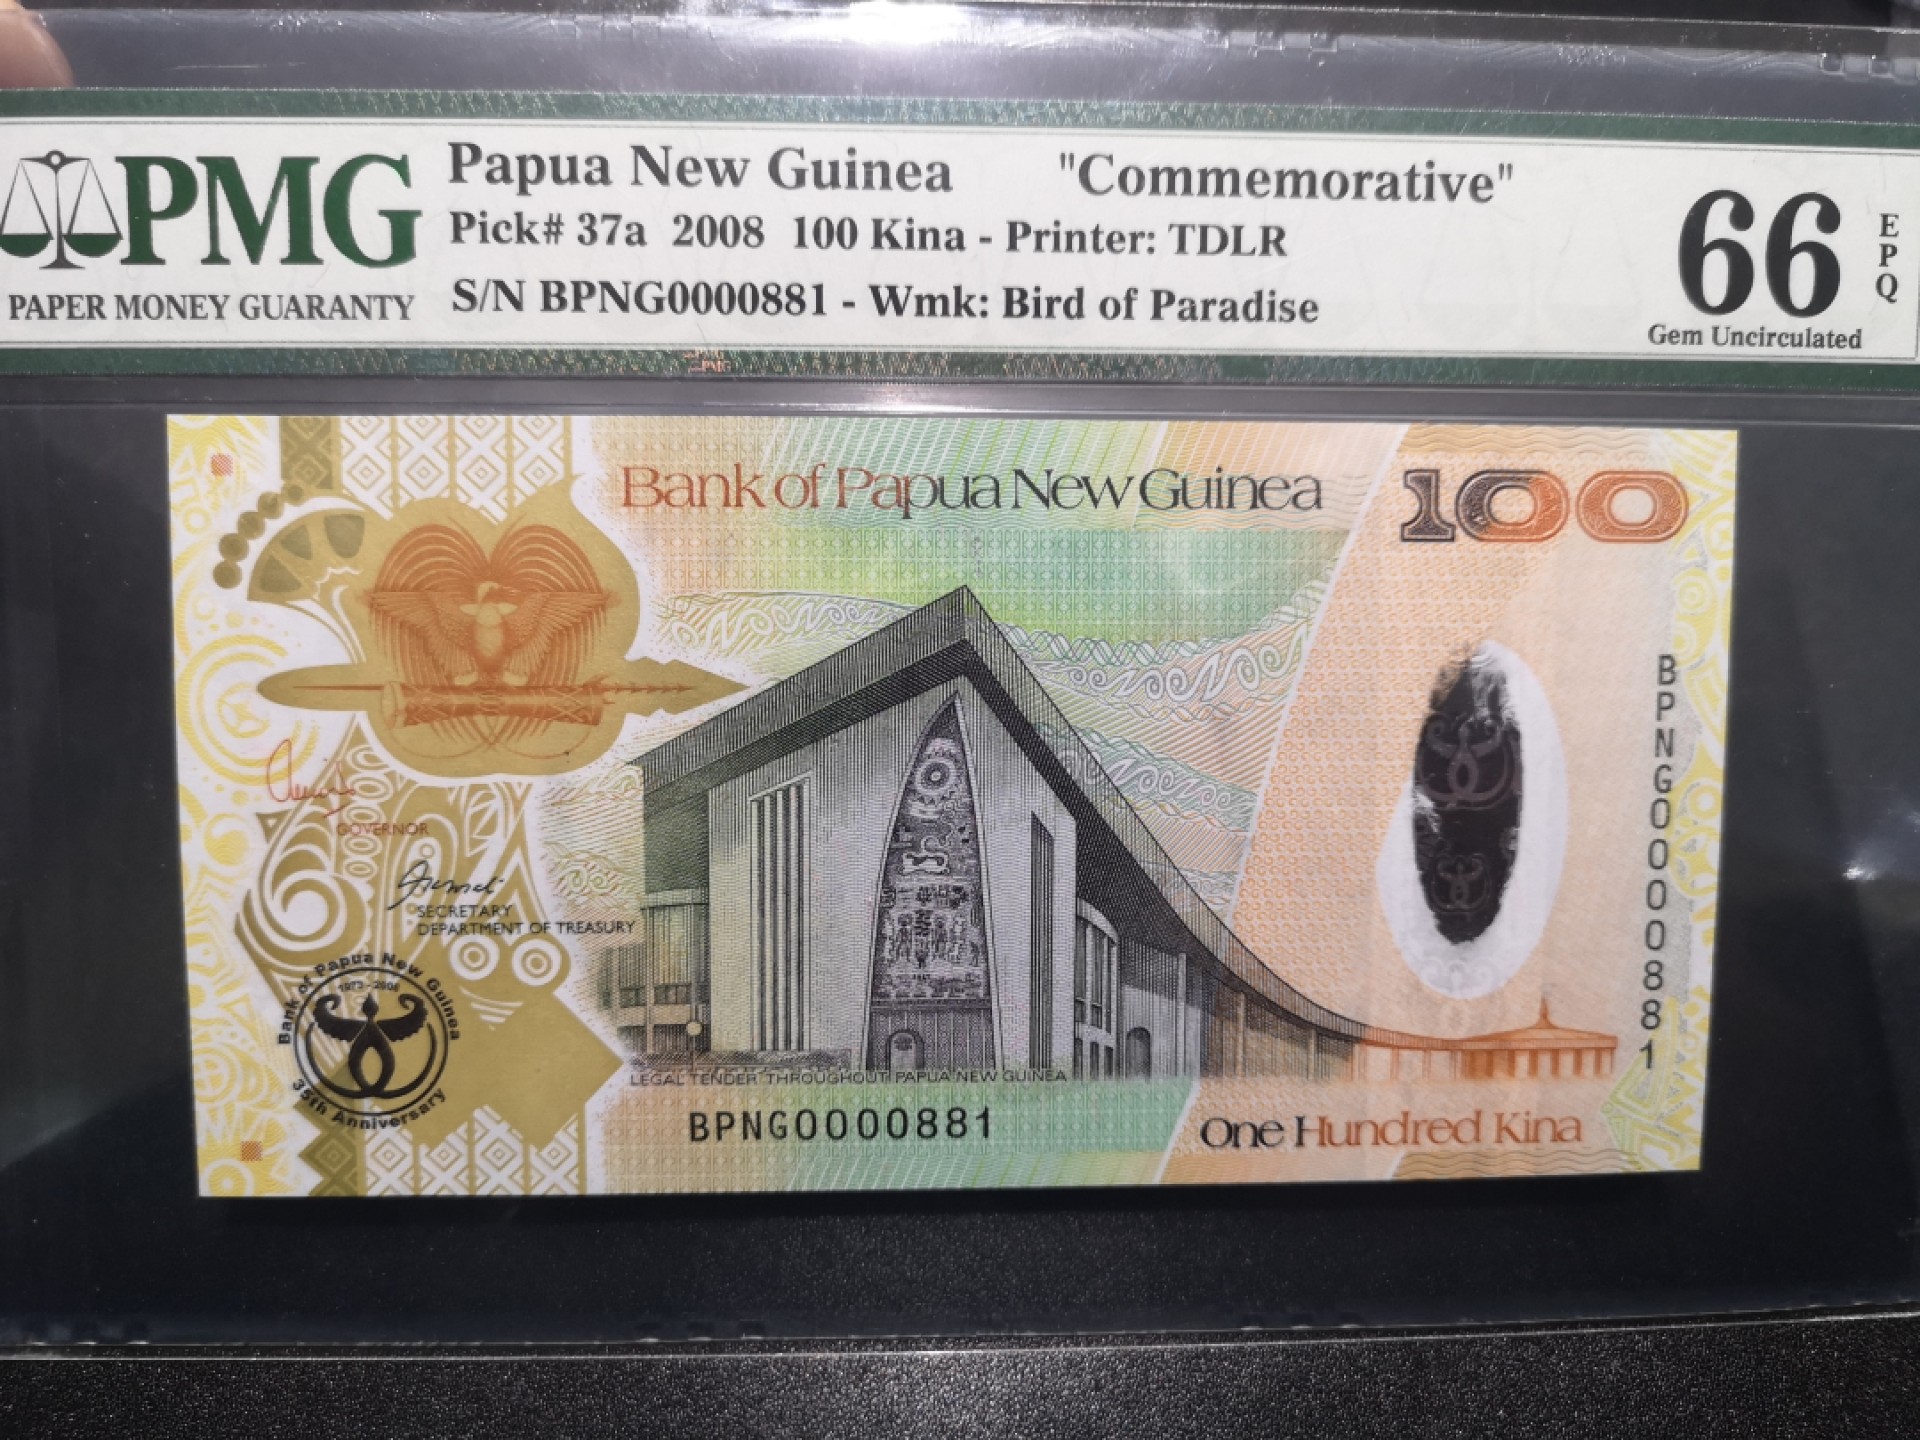 PMG
PAPER MONEY GUARANTY
Papua New Guinea "Commemorative"
Pick# 37a 2008 100 Kina - Printer: TDLR
S/N BPNG0000881 - Wmk: Bird of Paradise
66
EPQ
Gem Uncirculated
Bank of Papua New Guinea
100
GOVERNOR
SECRETARY
DEPARTMENT OF TREASURY
Bank of Papua New Guinea
1973 - 2008
35th Anniversary
LEGAL TENDER THROUGHOUT PAPUA NEW GUINEA
BPNG0000881
One Hundred Kina
BPNG0000881